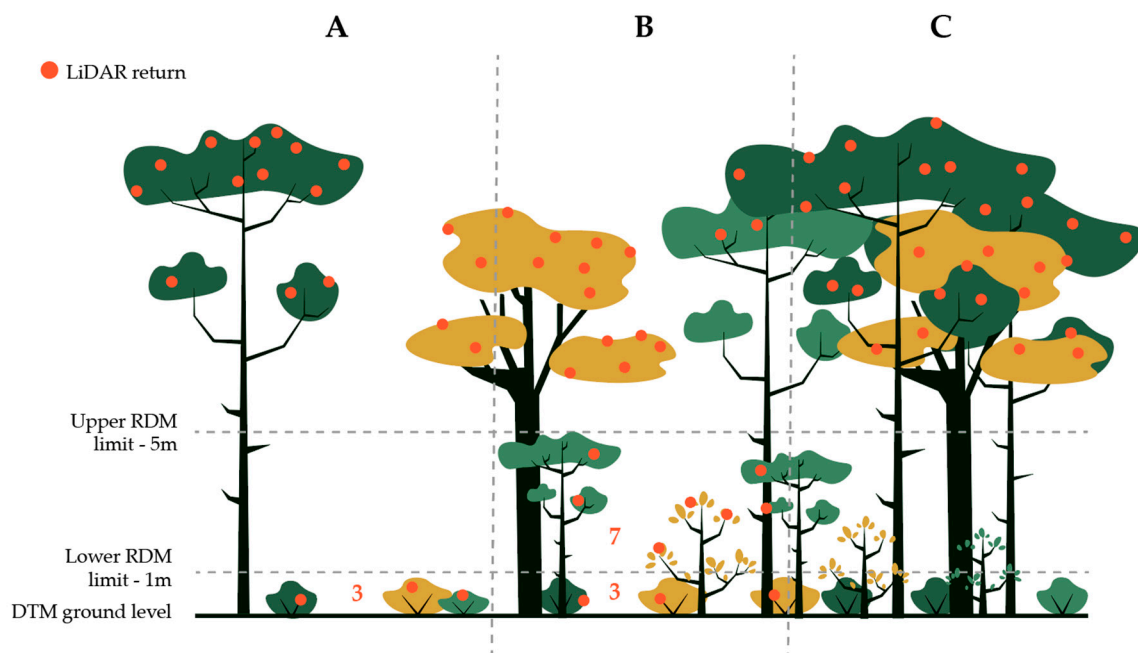 A
B
C
LiDAR return
Upper RDM
limit - 5m
7
Lower RDM
limit - 1m
3
3
DTM ground level